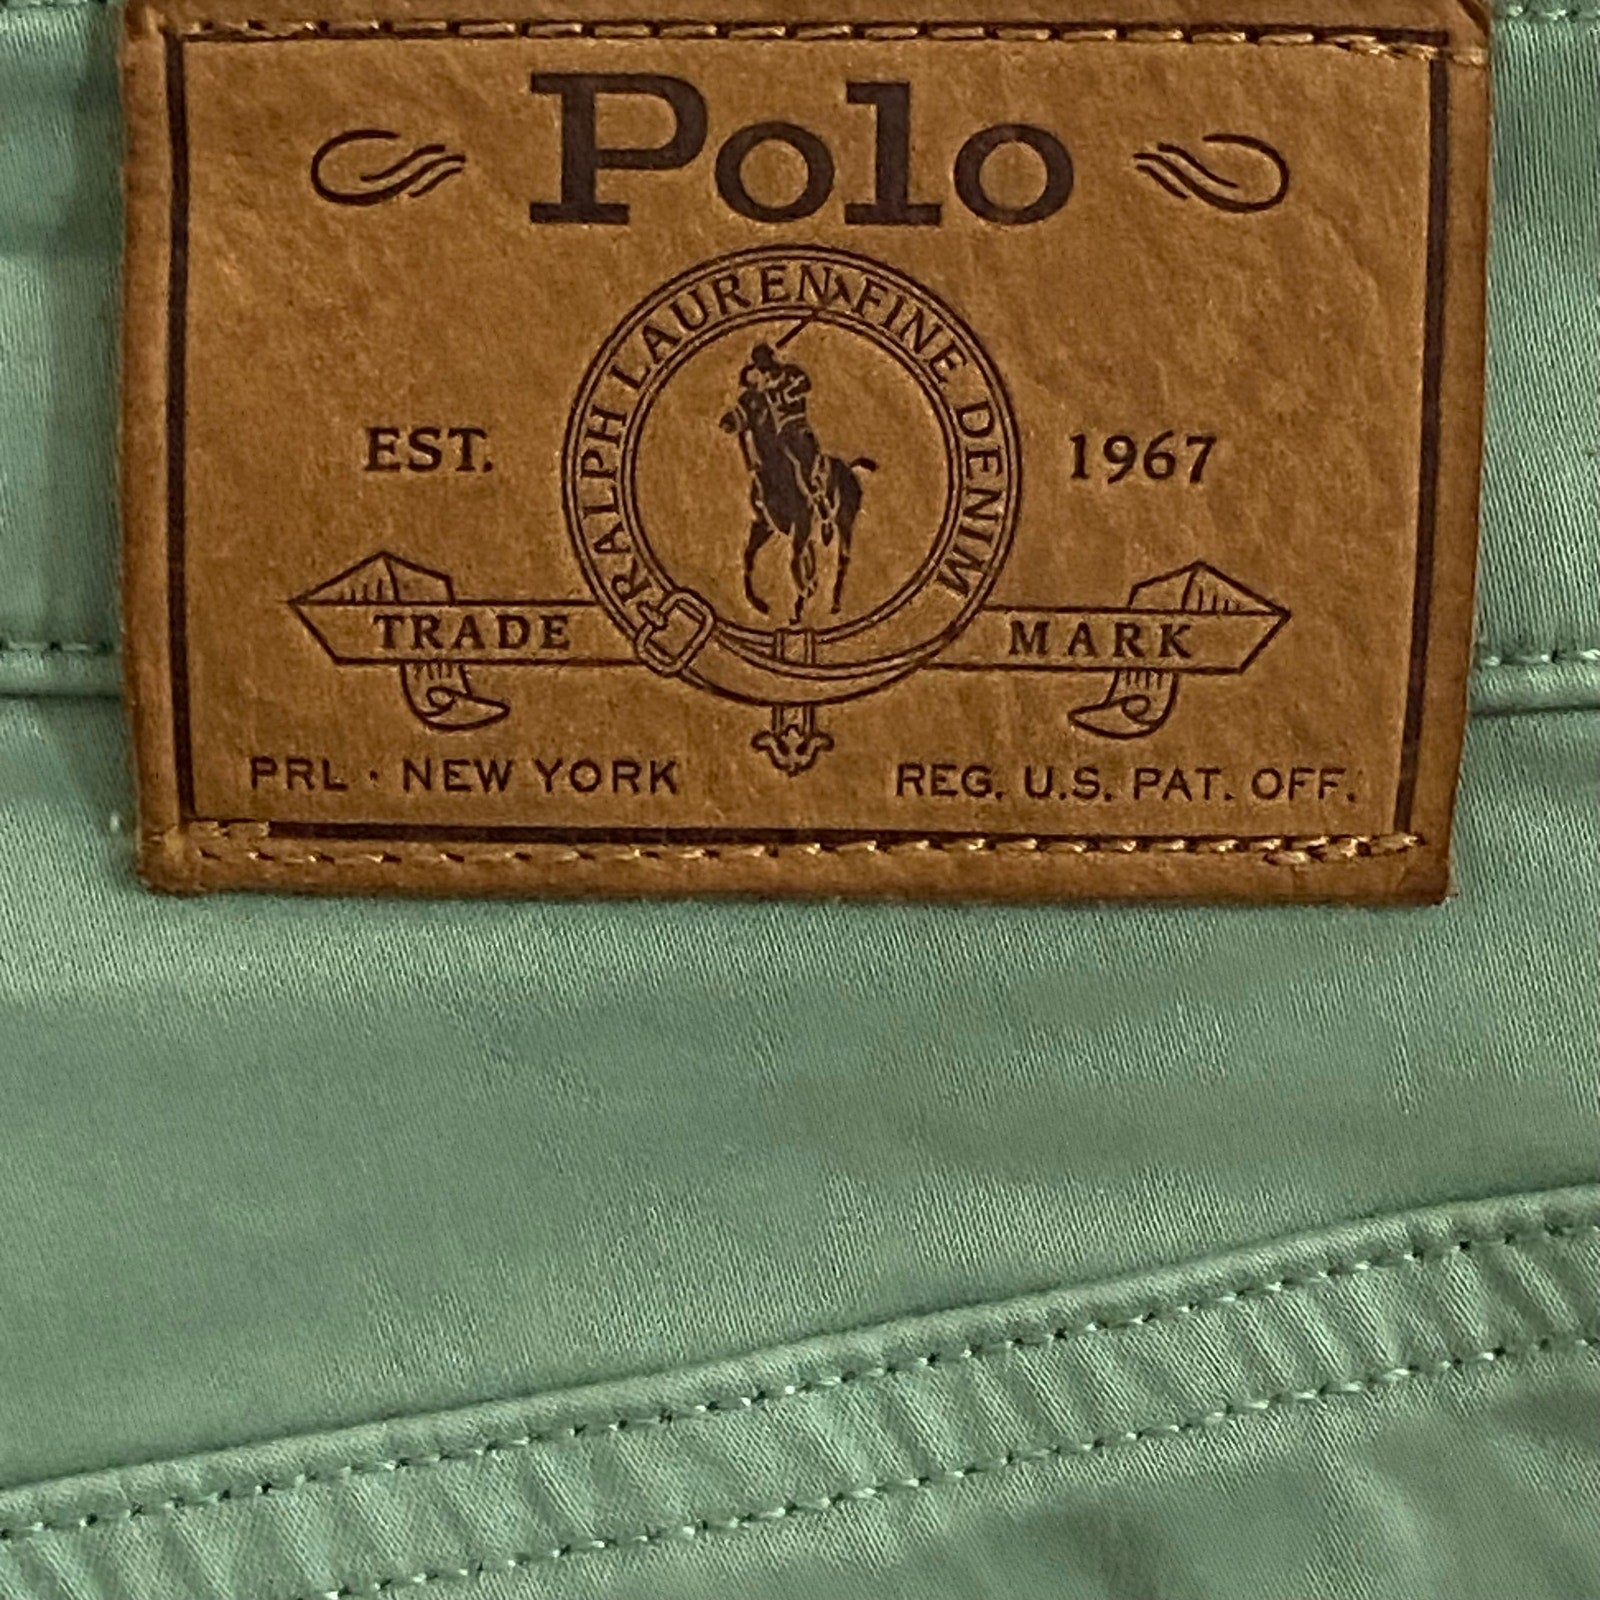 Polo
RALPH LAUREN FINE DENIM
EST. 1967
TRADE MARK
PRL · NEW YORK REG. U.S. PAT. OFF.